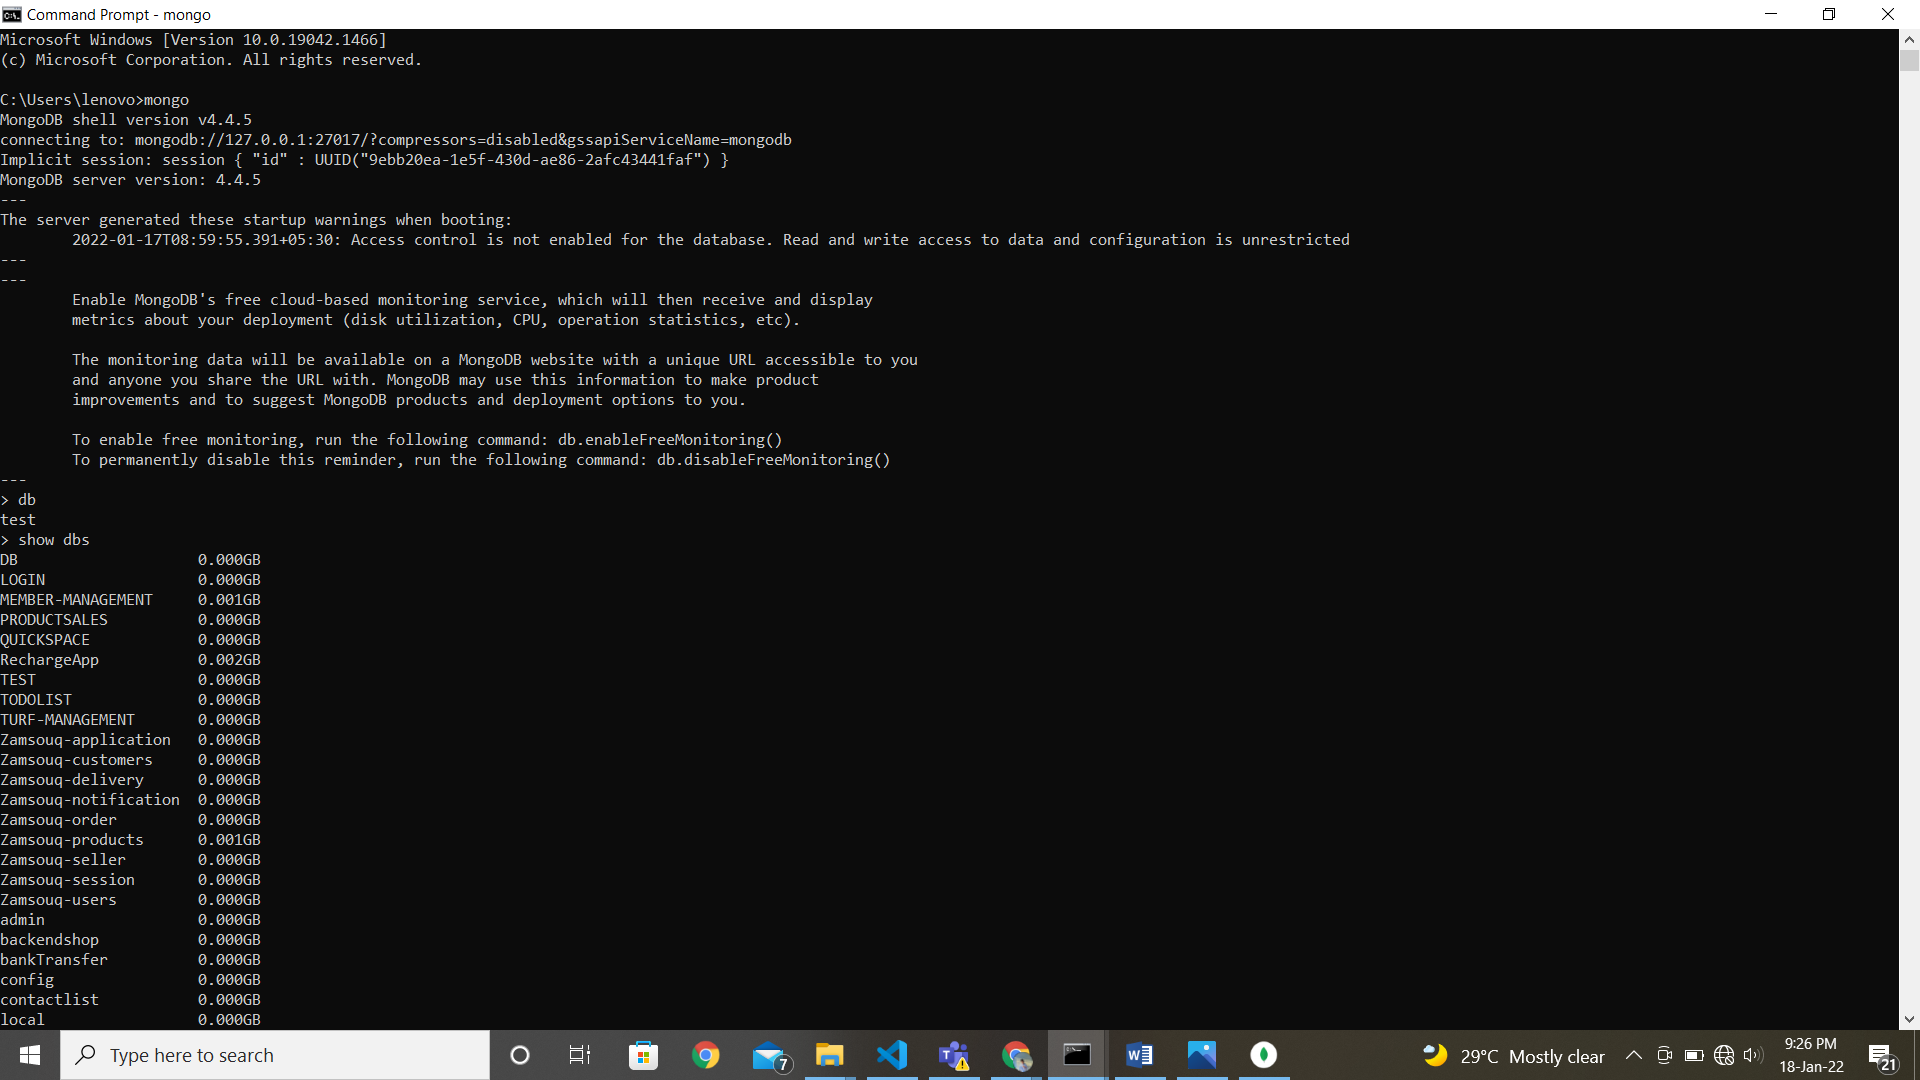 Command Prompt - mongo
Microsoft Windows [Version 10.0.19042.1466]
(c) Microsoft Corporation. All rights reserved.
C:\Users\lenovo>mongo
MongoDB shell version v4.4.5
connecting to: mongodb://127.0.0.1:27017/?compressors=disabled&gssapiServiceName=mongodb
Implicit session: session { "id" : UUID("9ebb20ea-1e5f-430d-ae86-2afc43441faf") }
MongoDB server version: 4.4.5
---
The server generated these startup warnings when booting:
        2022-01-17T08:59:55.391+05:30: Access control is not enabled for the database. Read and write access to data and configuration is unrestricted
---
---
        Enable MongoDB's free cloud-based monitoring service, which will then receive and display
        metrics about your deployment (disk utilization, CPU, operation statistics, etc).
        The monitoring data will be available on a MongoDB website with a unique URL accessible to you
        and anyone you share the URL with. MongoDB may use this information to make product
        improvements and to suggest MongoDB products and deployment options to you.
        To enable free monitoring, run the following command: db.enableFreeMonitoring()
        To permanently disable this reminder, run the following command: db.disableFreeMonitoring()
---
> db
test
> show dbs
DB                    0.000GB
LOGIN                 0.000GB
MEMBER-MANAGEMENT     0.001GB
PRODUCTSALES          0.000GB
QUICKSPACE            0.000GB
RechargeApp           0.002GB
TEST                  0.000GB
TODOLIST              0.000GB
TURF-MANAGEMENT       0.000GB
Zamsouq-application   0.000GB
Zamsouq-customers     0.000GB
Zamsouq-delivery      0.000GB
Zamsouq-notification  0.000GB
Zamsouq-order         0.000GB
Zamsouq-products      0.001GB
Zamsouq-seller        0.000GB
Zamsouq-session       0.000GB
Zamsouq-users         0.000GB
admin                 0.000GB
backendshop           0.000GB
bankTransfer          0.000GB
config                0.000GB
contactlist           0.000GB
local                 0.000GB
Type here to search
7
29°C Mostly clear
9:26 PM
18-Jan-22
21